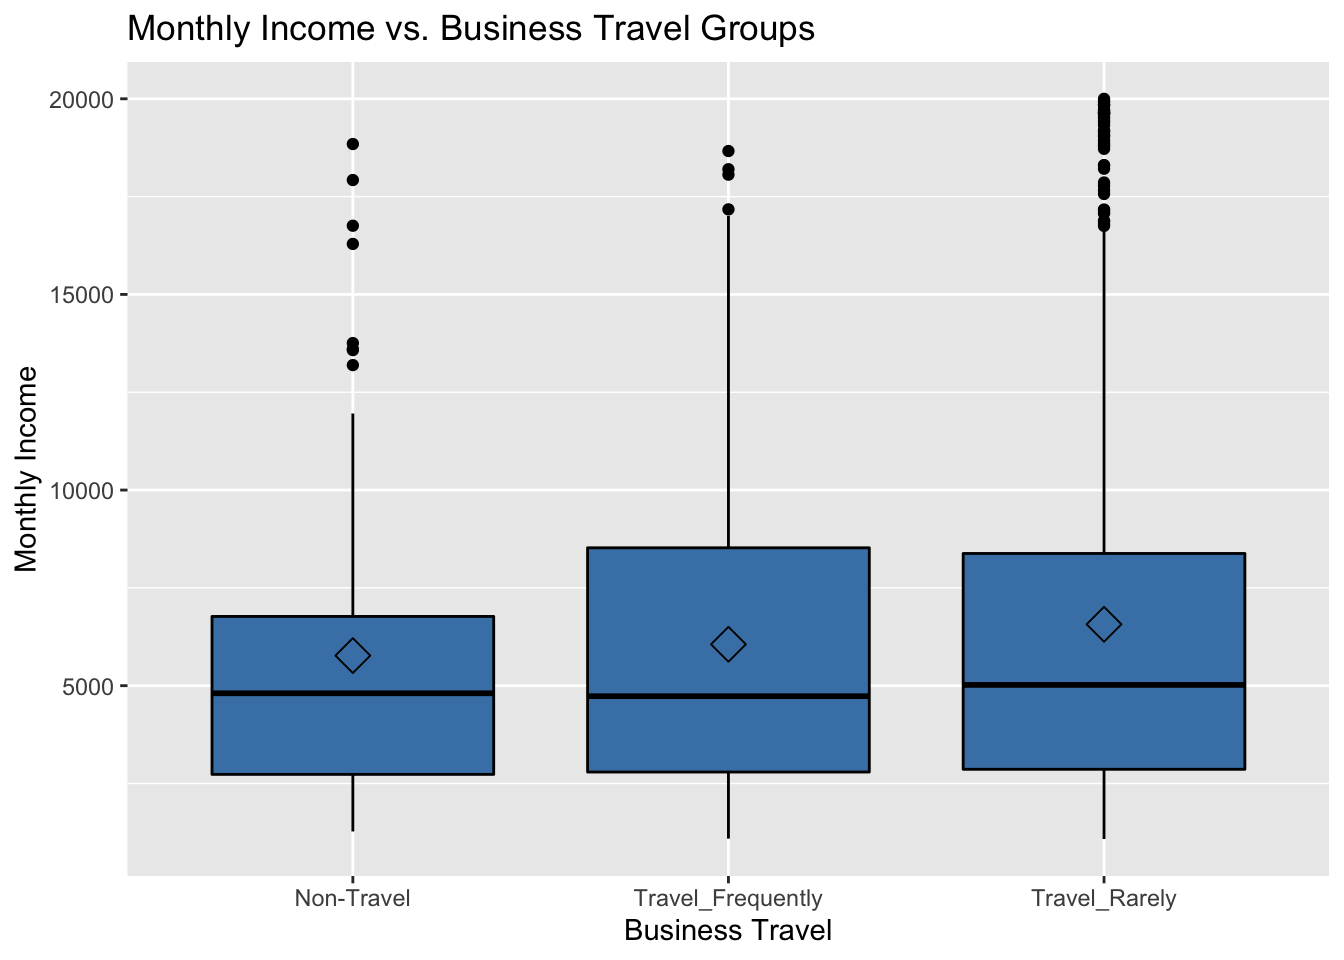 Monthly Income vs. Business Travel Groups
20000
15000
10000
5000
Monthly Income
Non-Travel
Travel_Frequently
Travel_Rarely
Business Travel